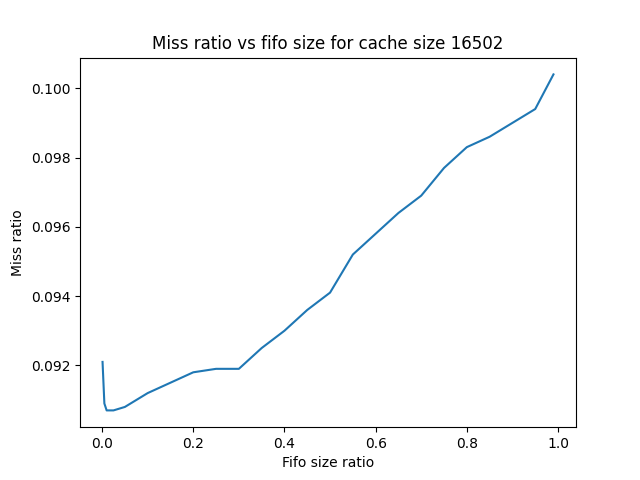 Miss ratio vs fifo size for cache size 16502
0.100
0.098
0.096
0.094
0.092
Miss ratio
0.0 0.2 0.4 0.6 0.8 1.0
Fifo size ratio